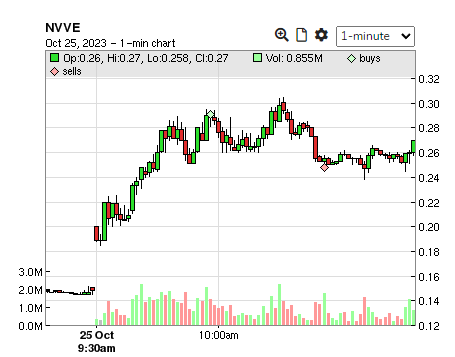 NVVE
Oct 25, 2023 – 1-min chart
1-minute
Op:0.26, Hi:0.27, Lo:0.258, Cl:0.27 Vol: 0.855M buys
sells
0.32
0.30
0.28
0.26
0.24
0.22
0.20
0.18
3.0M 0.16
2.0M
1.0M 0.14
0.0M 0.12
25 Oct 10:00am
9:30am